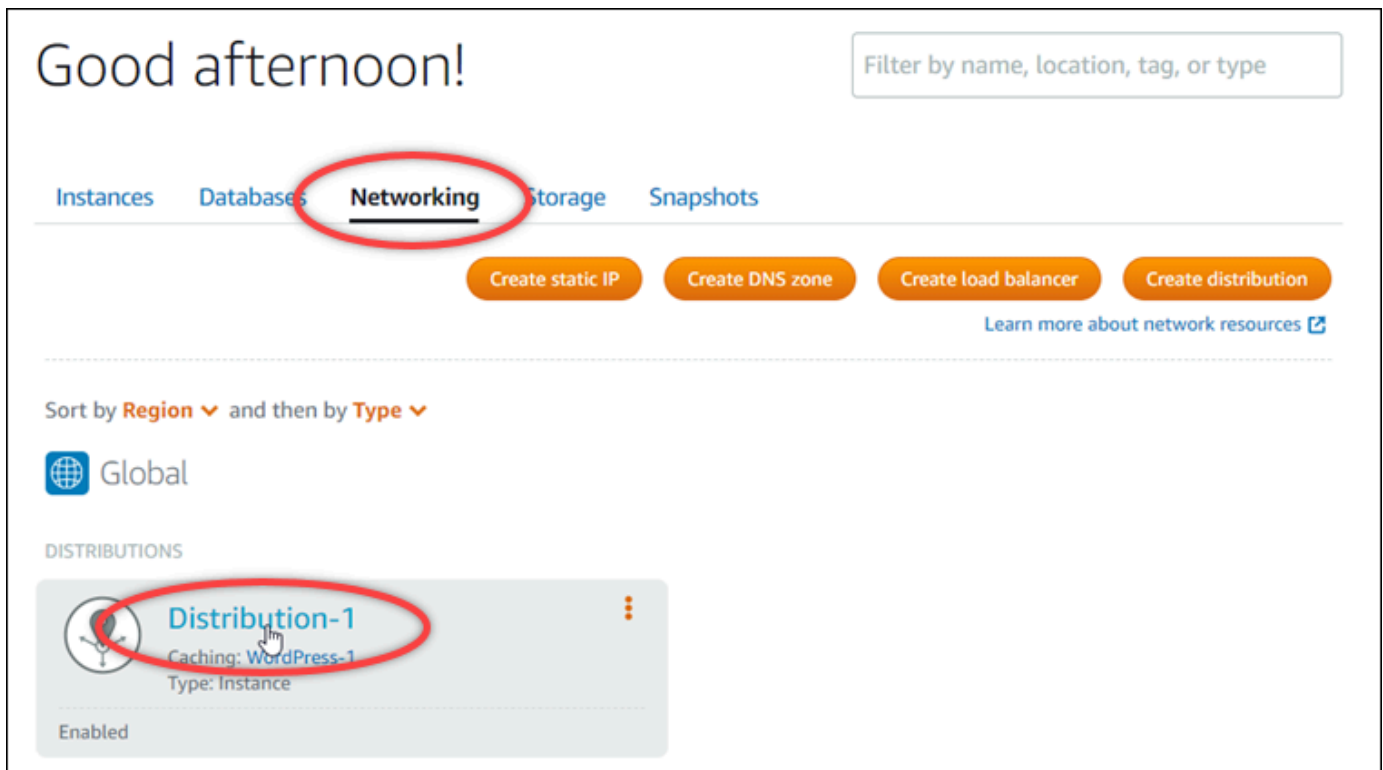 Good afternoon!
Filter by name, location, tag, or type
Instances Databases Networking Storage Snapshots
Create static IP Create DNS zone Create load balancer Create distribution
Learn more about network resources
Sort by Region and then by Type
Global
DISTRIBUTIONS
Distribution-1
Caching: WordPress-1
Type: Instance
Enabled